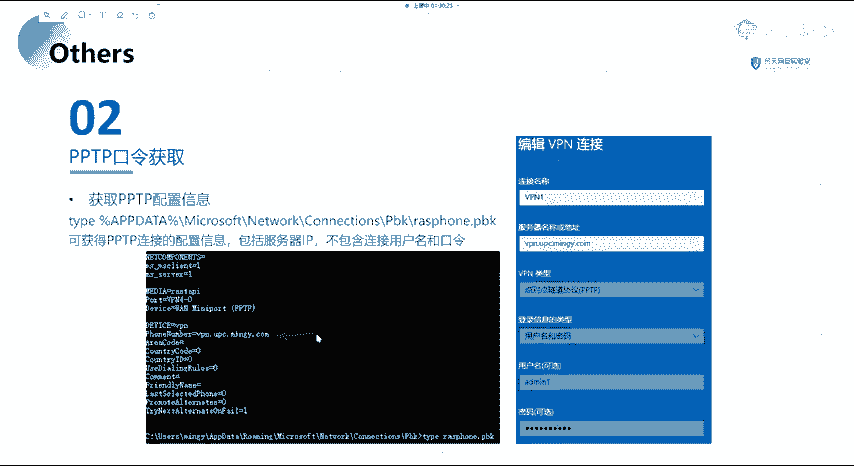 Others
02
PPTP口令获取
• 获取PPTP配置信息
type %APPDATA%\Microsoft\Network\Connections\Pbk\rasphone.pbk
可获得PPTP连接的配置信息，包括服务器IP，不包含连接用户名和口令
NETCOMPONENTS=
ms_msclient=1
ms_server=1
MEDIA=rastapi
Port=VPN4-0
Device=WAN Miniport (PPTP)
DEVICE=vpn
PhoneNumber=vpn.upc.mingy.com
AreaCode=
CountryCode=0
CountryID=0
UseDialingRules=0
Comment=
FriendlyName=
LastSelectedPhone=0
PromoteAlternates=0
TryNextAlternateOnFail=1
C:\Users\mingy\AppData\Roaming\Microsoft\Network\Connections\Pbk>type rasphone.pbk
编辑 VPN 连接
连接名称
VPN1
服务器名称或地址
vpn.upc.mingy.com
VPN 类型
点对点隧道协议(PPTP)
登录信息的类型
用户名和密码
用户名(可选)
admin1
密码(可选)